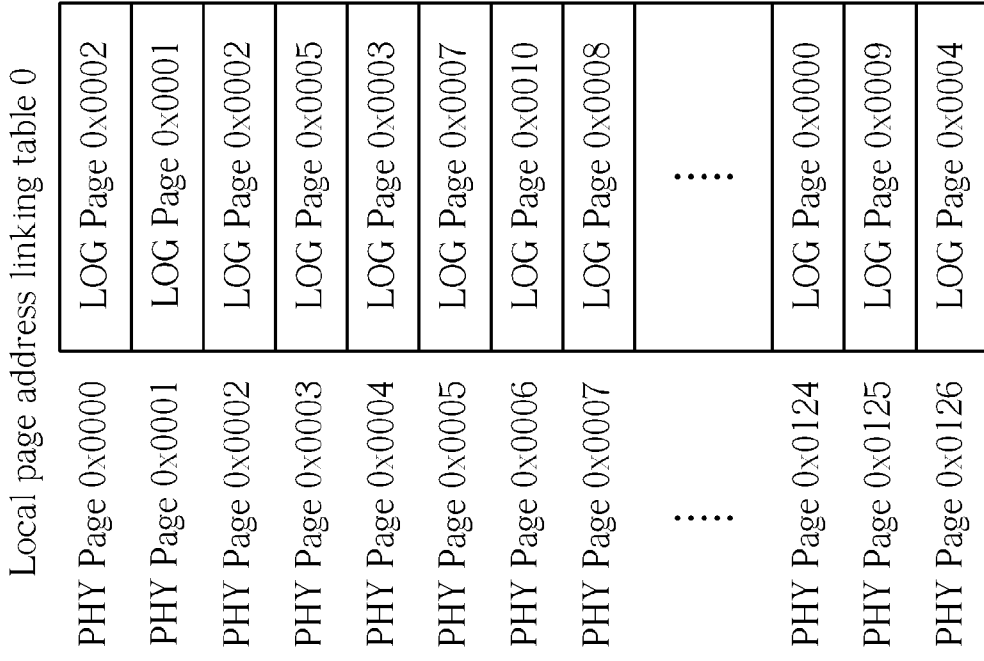 Local page address linking table 0
PHY Page 0x0000 LOG Page 0x0002
PHY Page 0x0001 LOG Page 0x0001
PHY Page 0x0002 LOG Page 0x0002
PHY Page 0x0003 LOG Page 0x0005
PHY Page 0x0004 LOG Page 0x0003
PHY Page 0x0005 LOG Page 0x0007
PHY Page 0x0006 LOG Page 0x0010
PHY Page 0x0007 LOG Page 0x0008
..... .....
PHY Page 0x0124 LOG Page 0x0000
PHY Page 0x0125 LOG Page 0x0009
PHY Page 0x0126 LOG Page 0x0004